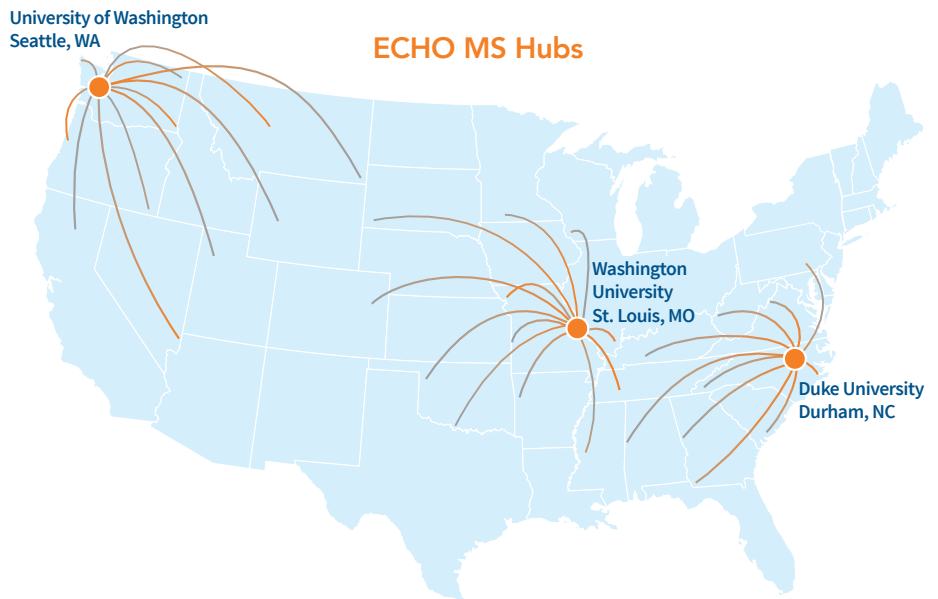 University of Washington
Seattle, WA
ECHO MS Hubs
Washington
University
St. Louis, MO
Duke University
Durham, NC